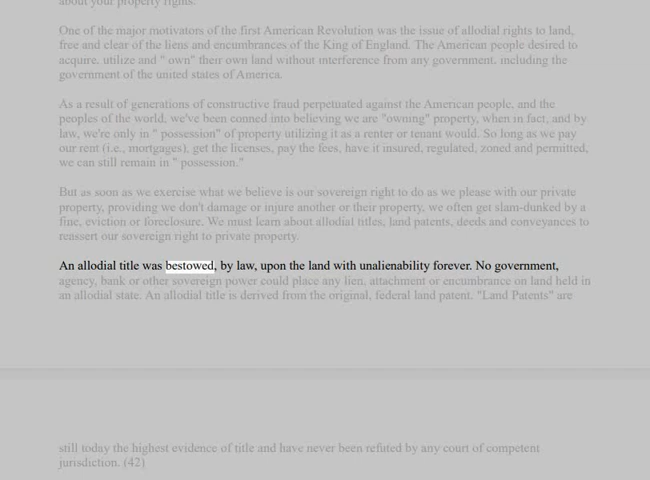 about your property rights.
One of the major motivators of the first American Revolution was the issue of allodial rights to land,
free and clear of the liens and encumbrances of the King of England. The American people desired to
acquire, utilize and " own" their own land without interference from any government, including the
government of the united states of America.
As a result of generations of constructive fraud perpetuated against the American people, and the
peoples of the world, we've been conned into believing we are "owning" property, when in fact, and by
law, we're only in " possession" of property utilizing it as a renter or tenant would. So long as we pay
our rent (i.e., mortgages), get the licenses, pay the fees, have it insured, regulated, zoned and permitted,
we can still remain in " possession."
But as soon as we exercise what we believe is our sovereign right to do as we please with our private
property, providing we don't damage or injure another or their property, we often get slam-dunked by a
fine, eviction or foreclosure. We must learn about allodial titles, land patents, deeds and conveyances to
reassert our sovereign right to private property.
An allodial title was bestowed, by law, upon the land with unalienability forever. No government,
agency, bank or other sovereign power could place any lien, attachment or encumbrance on land held in
an allodial state. An allodial title is derived from the original, federal land patent. "Land Patents" are
still today the highest evidence of title and have never been refuted by any court of competent
jurisdiction. (42)